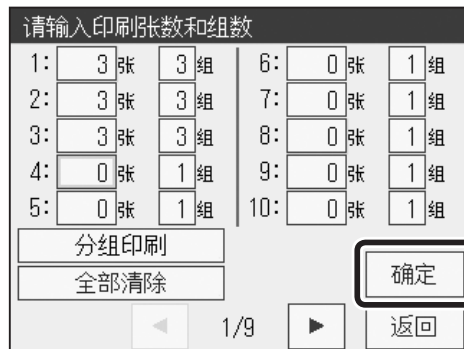 请输入印刷张数和组数
1: 3 张 3 组 6: 0 张 1 组
2: 3 张 3 组 7: 0 张 1 组
3: 3 张 3 组 8: 0 张 1 组
4: 0 张 1 组 9: 0 张 1 组
5: 0 张 1 组 10: 0 张 1 组
分组印刷
全部清除
确定
1/9
返回